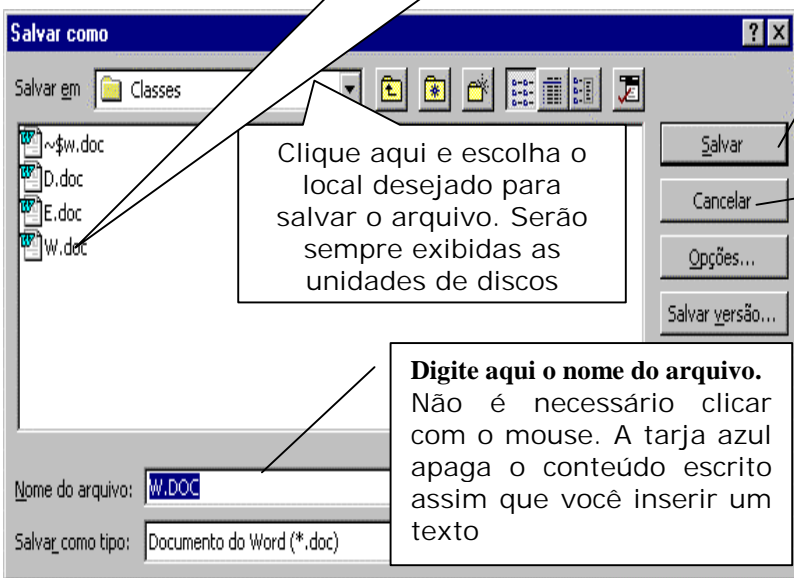 Salvar como
Salvar em Classes
~$w.doc
D.doc
E.doc
W.doc
Clique aqui e escolha o
local desejado para
salvar o arquivo. Serão
sempre exibidas as
unidades de discos
Salvar
Cancelar
Opções...
Salvar versão...
Digite aqui o nome do arquivo.
Não é necessário clicar
com o mouse. A tarja azul
apaga o conteúdo escrito
assim que você inserir um
texto
Nome do arquivo: W.DOC
Salvar como tipo: Documento do Word (*.doc)